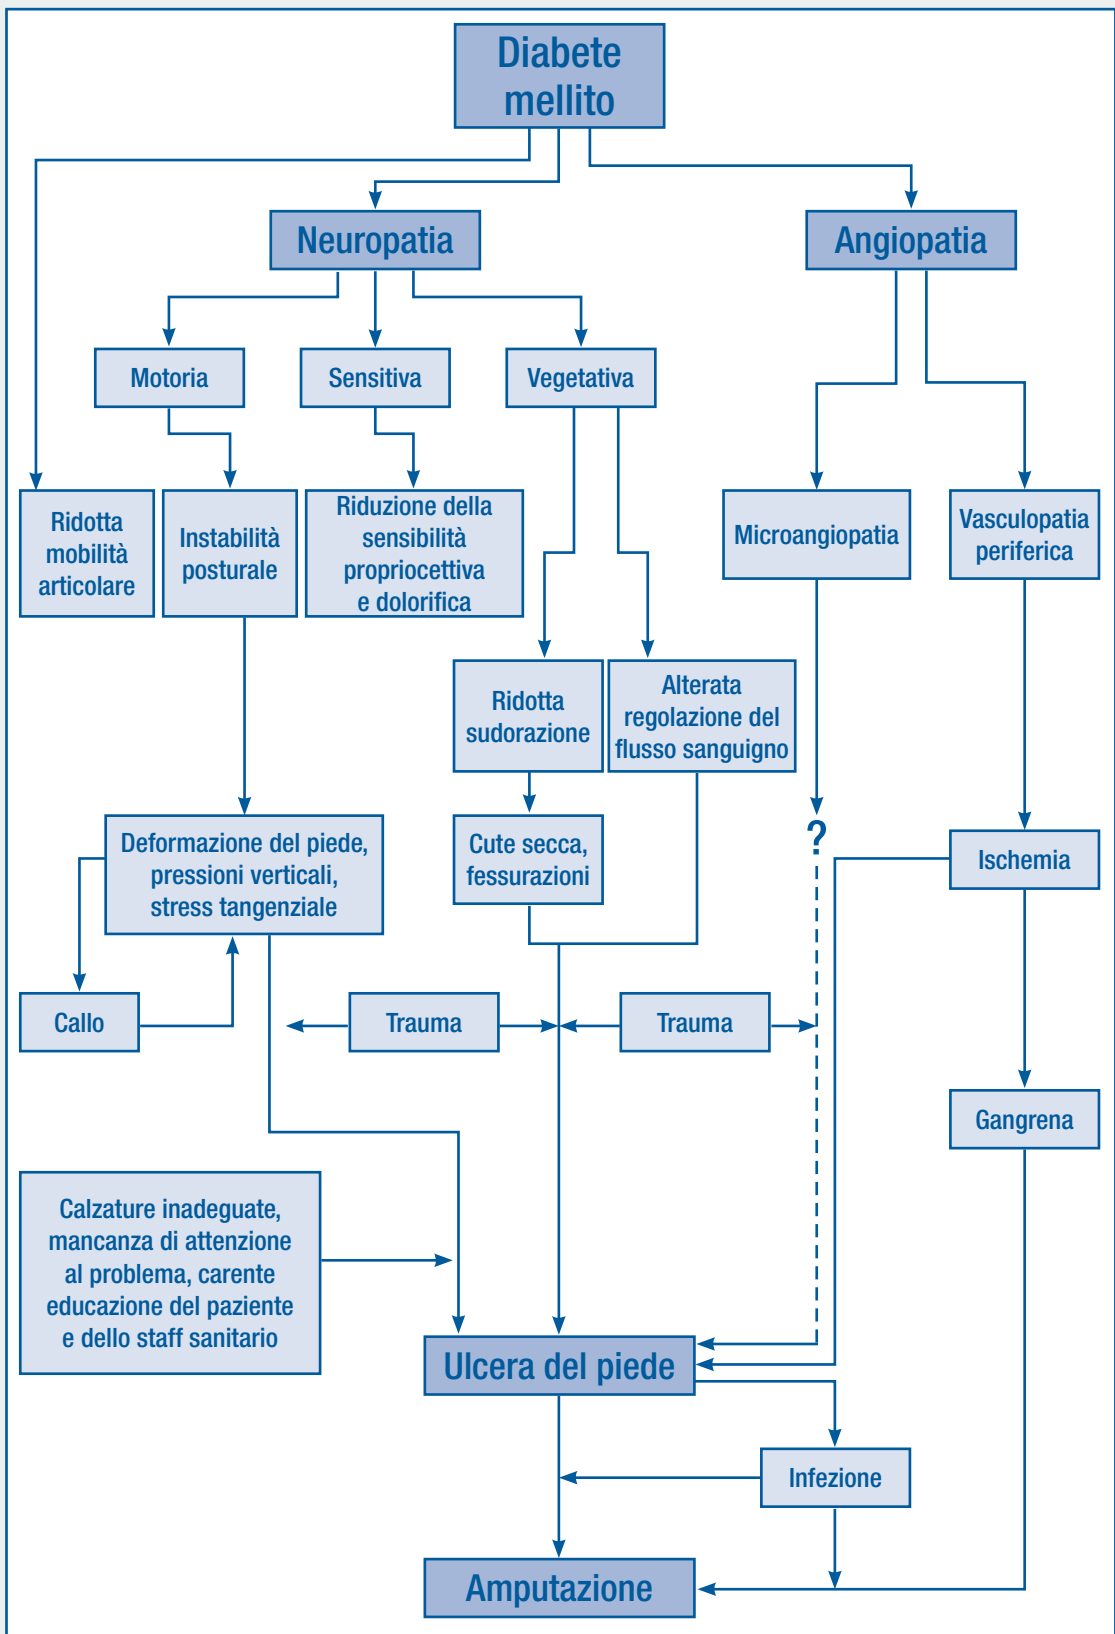 Diabete
mellito
Neuropatia
Angiopatia
Motoria
Sensitiva
Vegetativa
Ridotta
mobilità
articolare
Instabilità
posturale
Riduzione della
sensibilità
propriocettiva
e dolorifica
Microangiopatia
Vasculopatia
periferica
Ridotta
sudorazione
Alterata
regolazione del
flusso sanguigno
Deformazione del piede,
pressioni verticali,
stress tangenziale
Cute secca,
fessurazioni
?
Ischemia
Callo
Trauma
Trauma
Gangrena
Calzature inadeguate,
mancanza di attenzione
al problema, carente
educazione del paziente
e dello staff sanitario
Ulcera del piede
Infezione
Amputazione